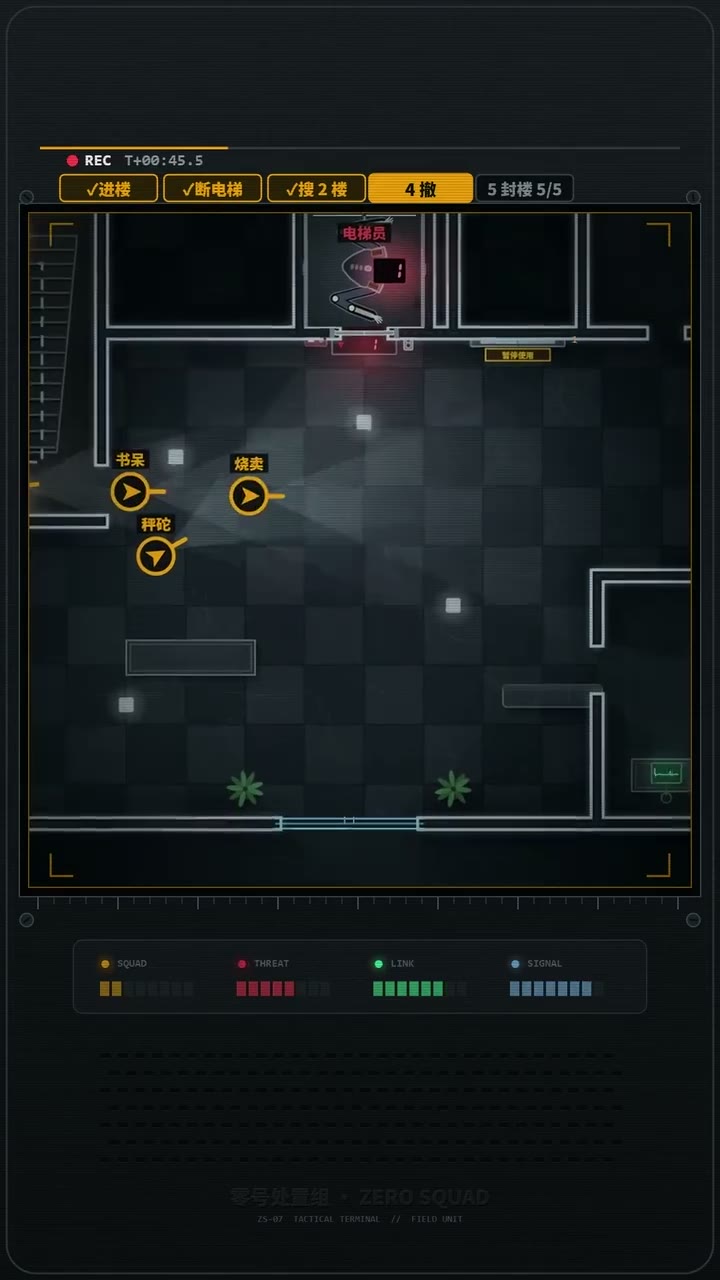 REC T+00:45.5
✓进楼 ✓断电梯 ✓搜 2 楼 4 撤 5 封楼 5/5
电梯员
1
1
暂停使用
书呆
烧卖
秤砣
SQUAD THREAT LINK SIGNAL
零号处置组 · ZERO SQUAD
ZS-07 TACTICAL TERMINAL // FIELD UNIT